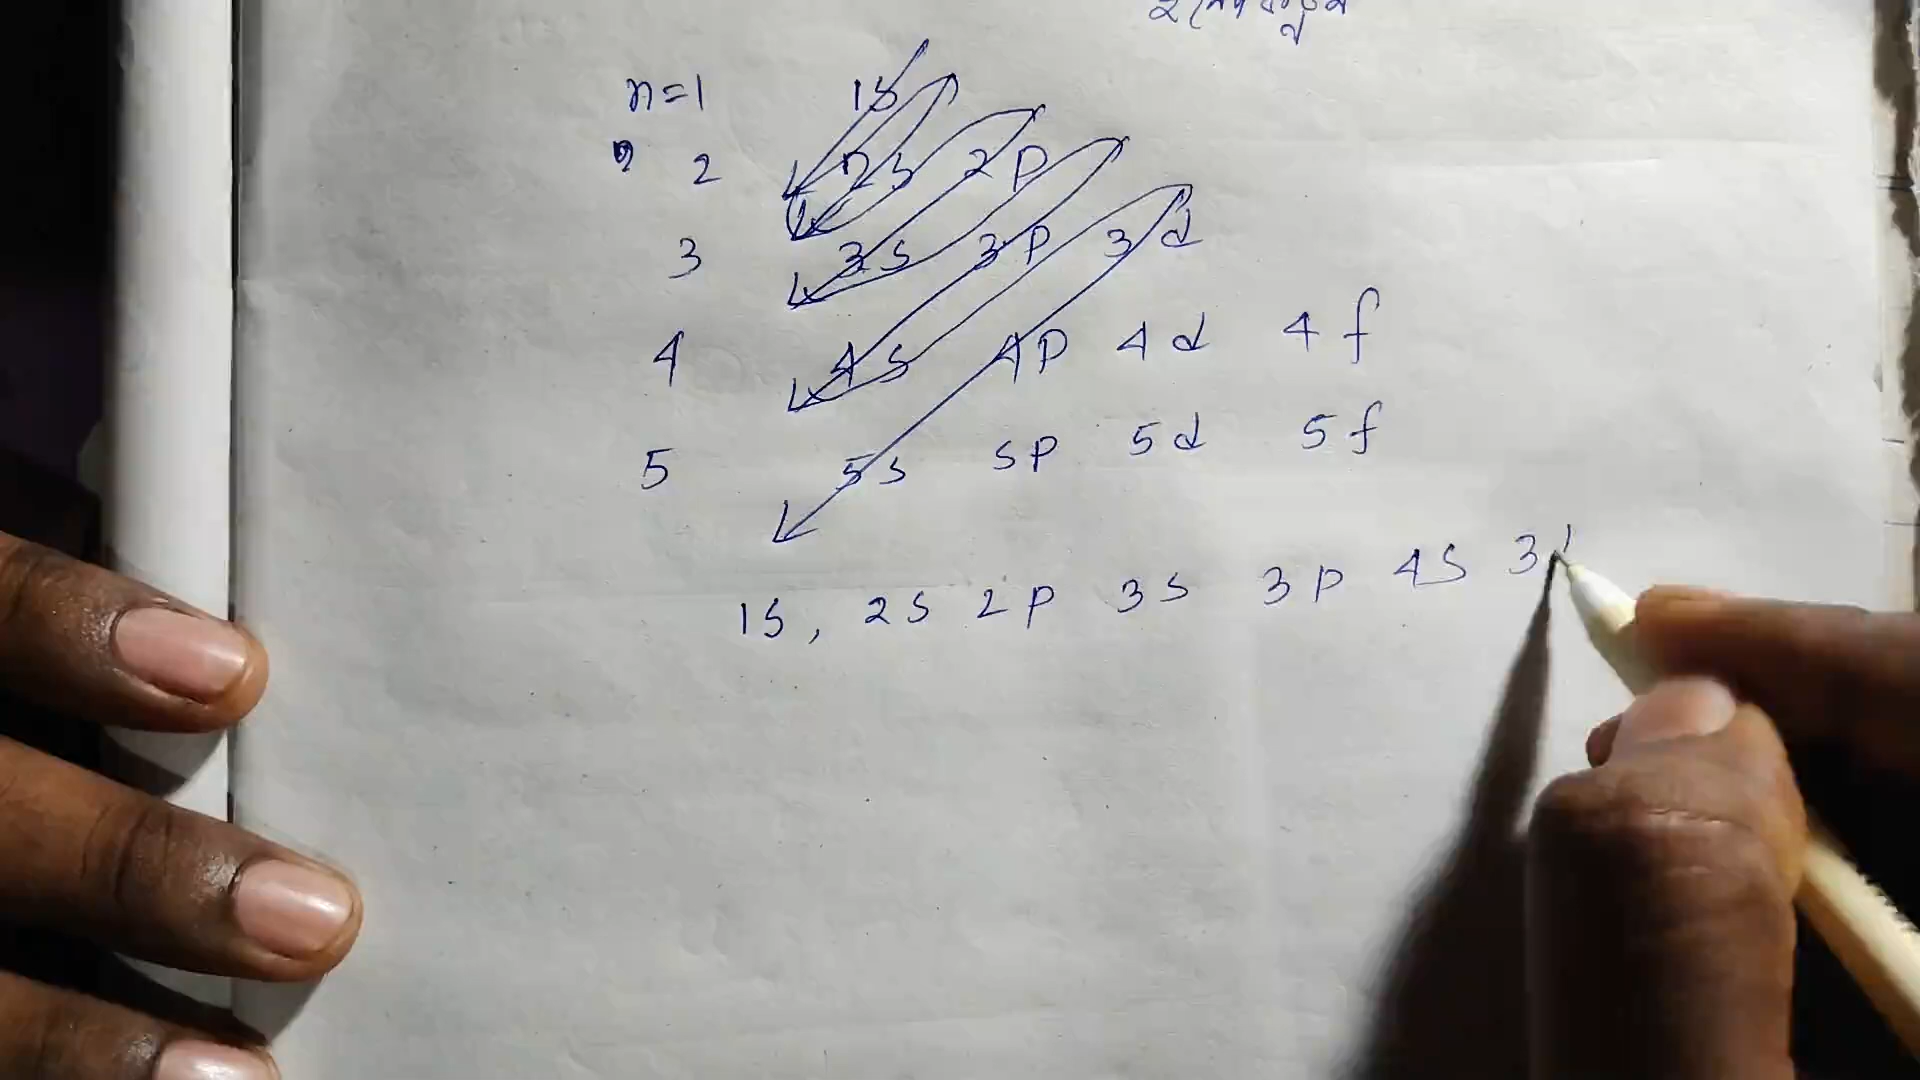 n=1 1s
2 2s 2p
3 3s 3p 3d
4 4s 4p 4d 4f
5 5s 5p 5d 5f
1s, 2s 2p 3s 3p 4s 3